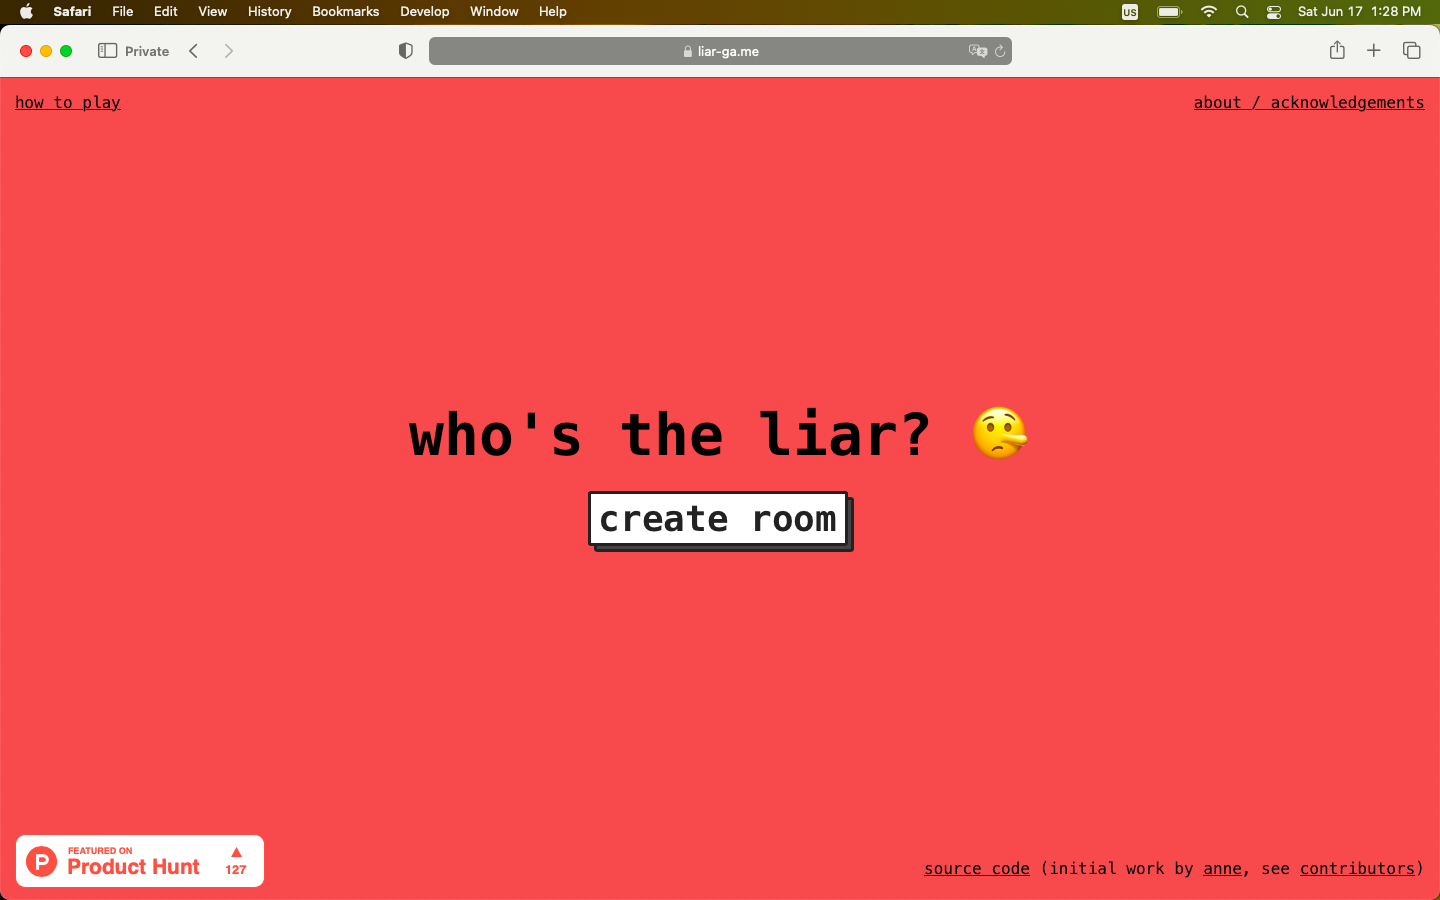 Safari File Edit View History Bookmarks Develop Window Help US Sat Jun 17 1:28 PM
Private liar-ga.me
how to play about / acknowledgements
who's the liar? 🤥
create room
FEATURED ON
P Product Hunt 127
source code (initial work by anne, see contributors)